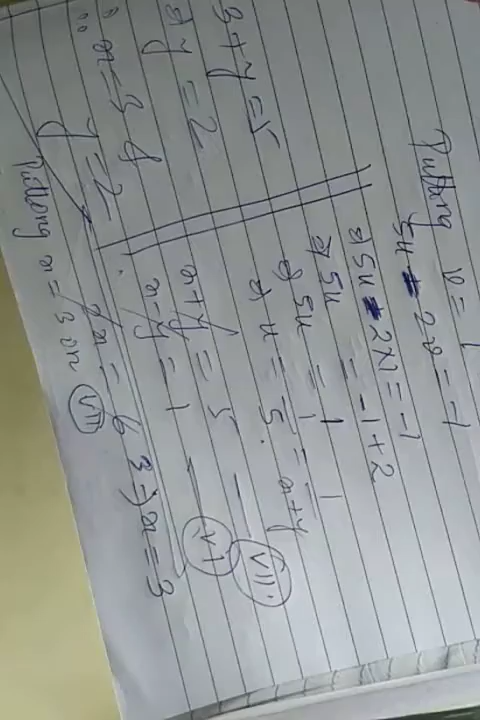 Putting v = 1
5u - 2v = -1
⇒ 5u - 2×1 = -1
⇒ 5u = -1 + 2
⇒ 5u = 1
⇒ u = 1/5 = 1/x+y
x+y = 5 — (VII)
x-y = 1 — (VI)
2x = 6 3 ⇒ x = 3
Putting x = 3 in (VII)
3 + y = 5
⇒ y = 2
∴ x = 3 &
y = 2